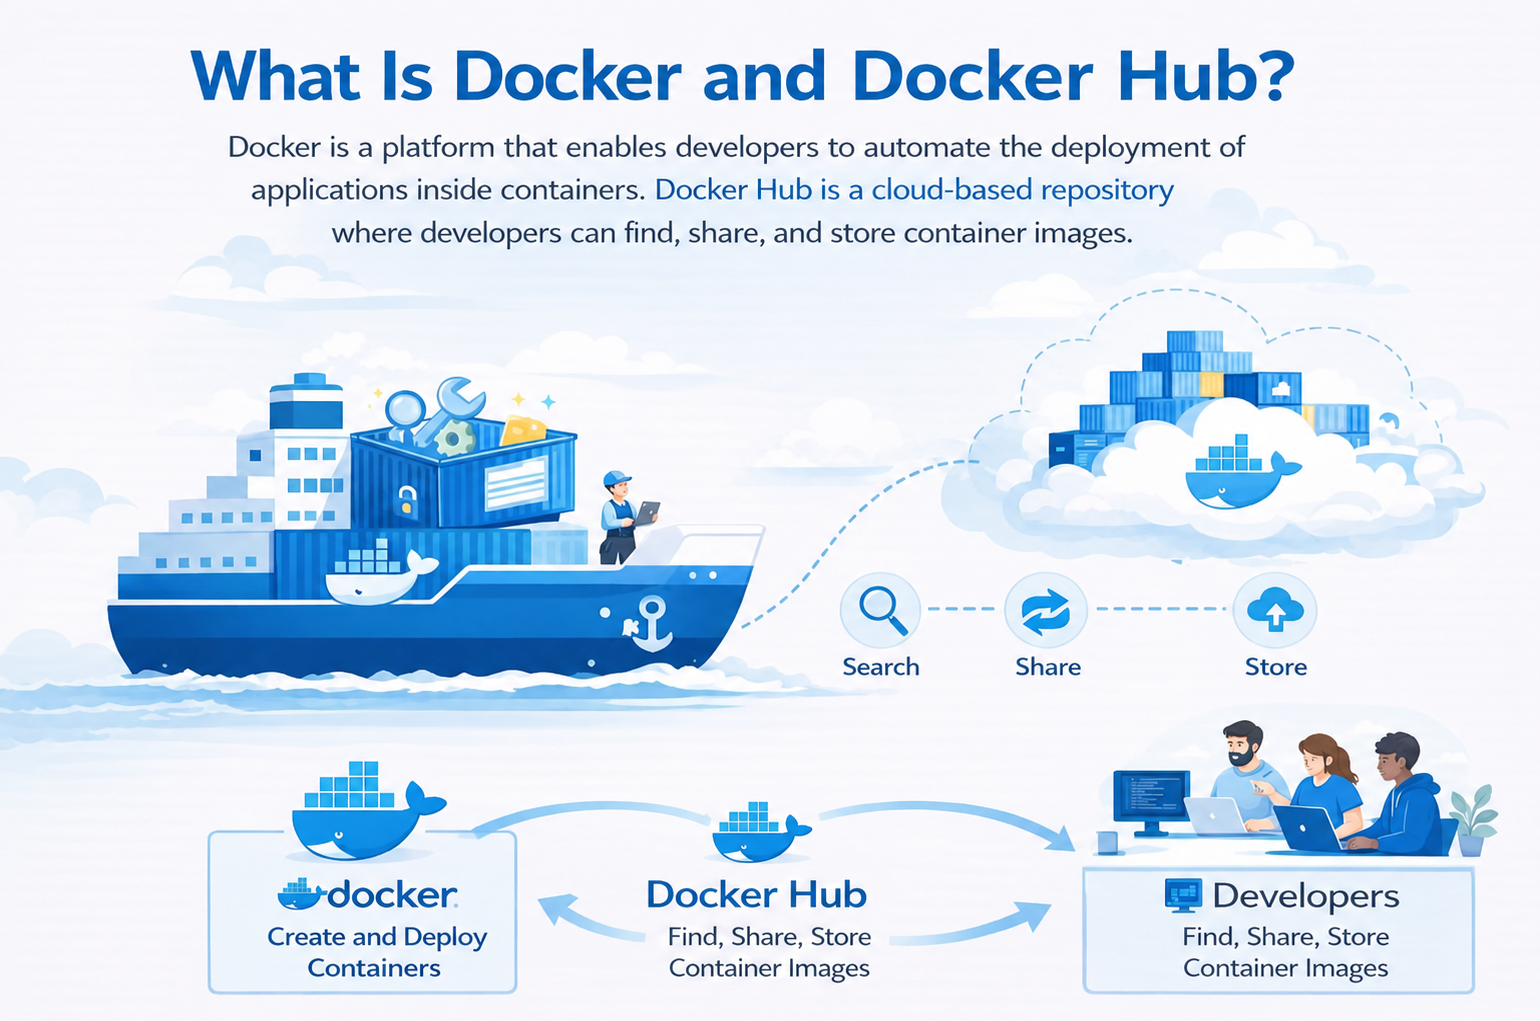 What Is Docker and Docker Hub?
Docker is a platform that enables developers to automate the deployment of
applications inside containers. Docker Hub is a cloud-based repository
where developers can find, share, and store container images.
Search
Share
Store
docker
Create and Deploy
Containers
Docker Hub
Find, Share, Store
Container Images
Developers
Find, Share, Store
Container Images